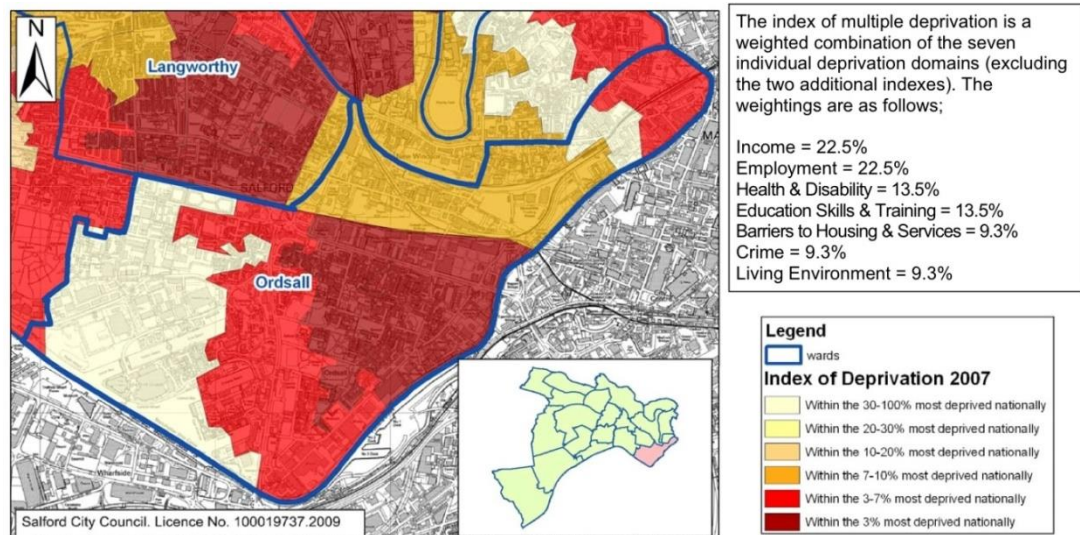 N
Langworthy
SALFORD
Ordsall
Wharfside
Salford City Council. Licence No. 100019737.2009
The index of multiple deprivation is a
weighted combination of the seven
individual deprivation domains (excluding
the two additional indexes). The
weightings are as follows;
Income = 22.5%
Employment = 22.5%
Health & Disability = 13.5%
Education Skills & Training = 13.5%
Barriers to Housing & Services = 9.3%
Crime = 9.3%
Living Environment = 9.3%
Legend
wards
Index of Deprivation 2007
Within the 30-100% most deprived nationally
Within the 20-30% most deprived nationally
Within the 10-20% most deprived nationally
Within the 7-10% most deprived nationally
Within the 3-7% most deprived nationally
Within the 3% most deprived nationally